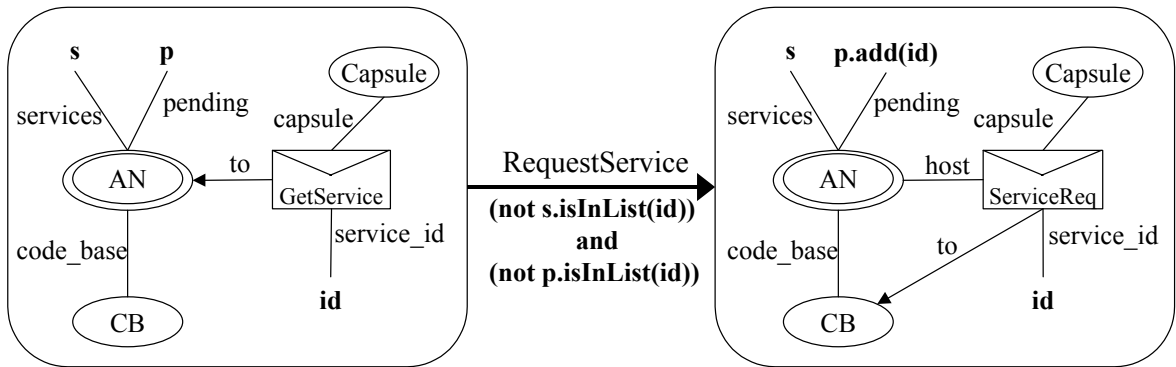 s
p
Capsule
services
pending
capsule
AN
to
GetService
code_base
service_id
CB
id
RequestService
(not s.isInList(id))
and
(not p.isInList(id))
s
p.add(id)
Capsule
services
pending
capsule
AN
host
ServiceReq
code_base
to
service_id
CB
id